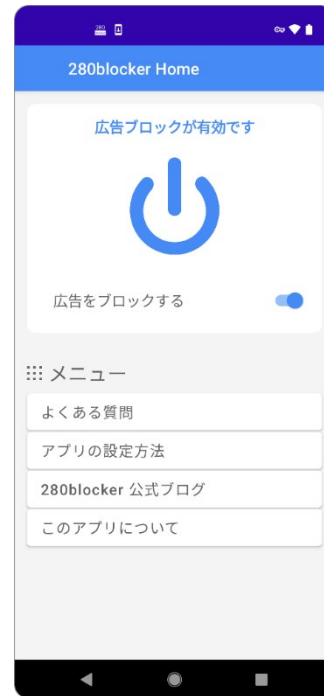 280
280blocker Home
広告ブロックが有効です
広告をブロックする
メニュー
よくある質問
アプリの設定方法
280blocker 公式ブログ
このアプリについて